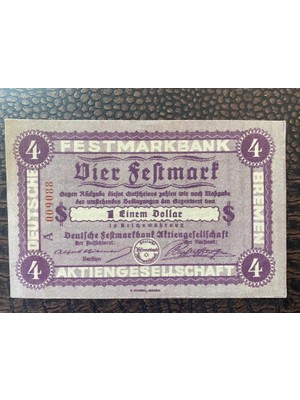 4 FESTMARKBANK 4
DEUTSCHE
BREMEN
Vier Festmark
Gegen Rückgabe dieses Gutscheines zahlen wir nach Maßgabe
der umstehenden Bedingungen den Gegenwert von
$ 1 Einem Dollar $
in Reichswährung
Deutsche Festmarkbank Aktiengesellschaft
Der Aufsichtsrat: Der Vorstand:
A 009088
4 AKTIENGESELLSCHAFT 4